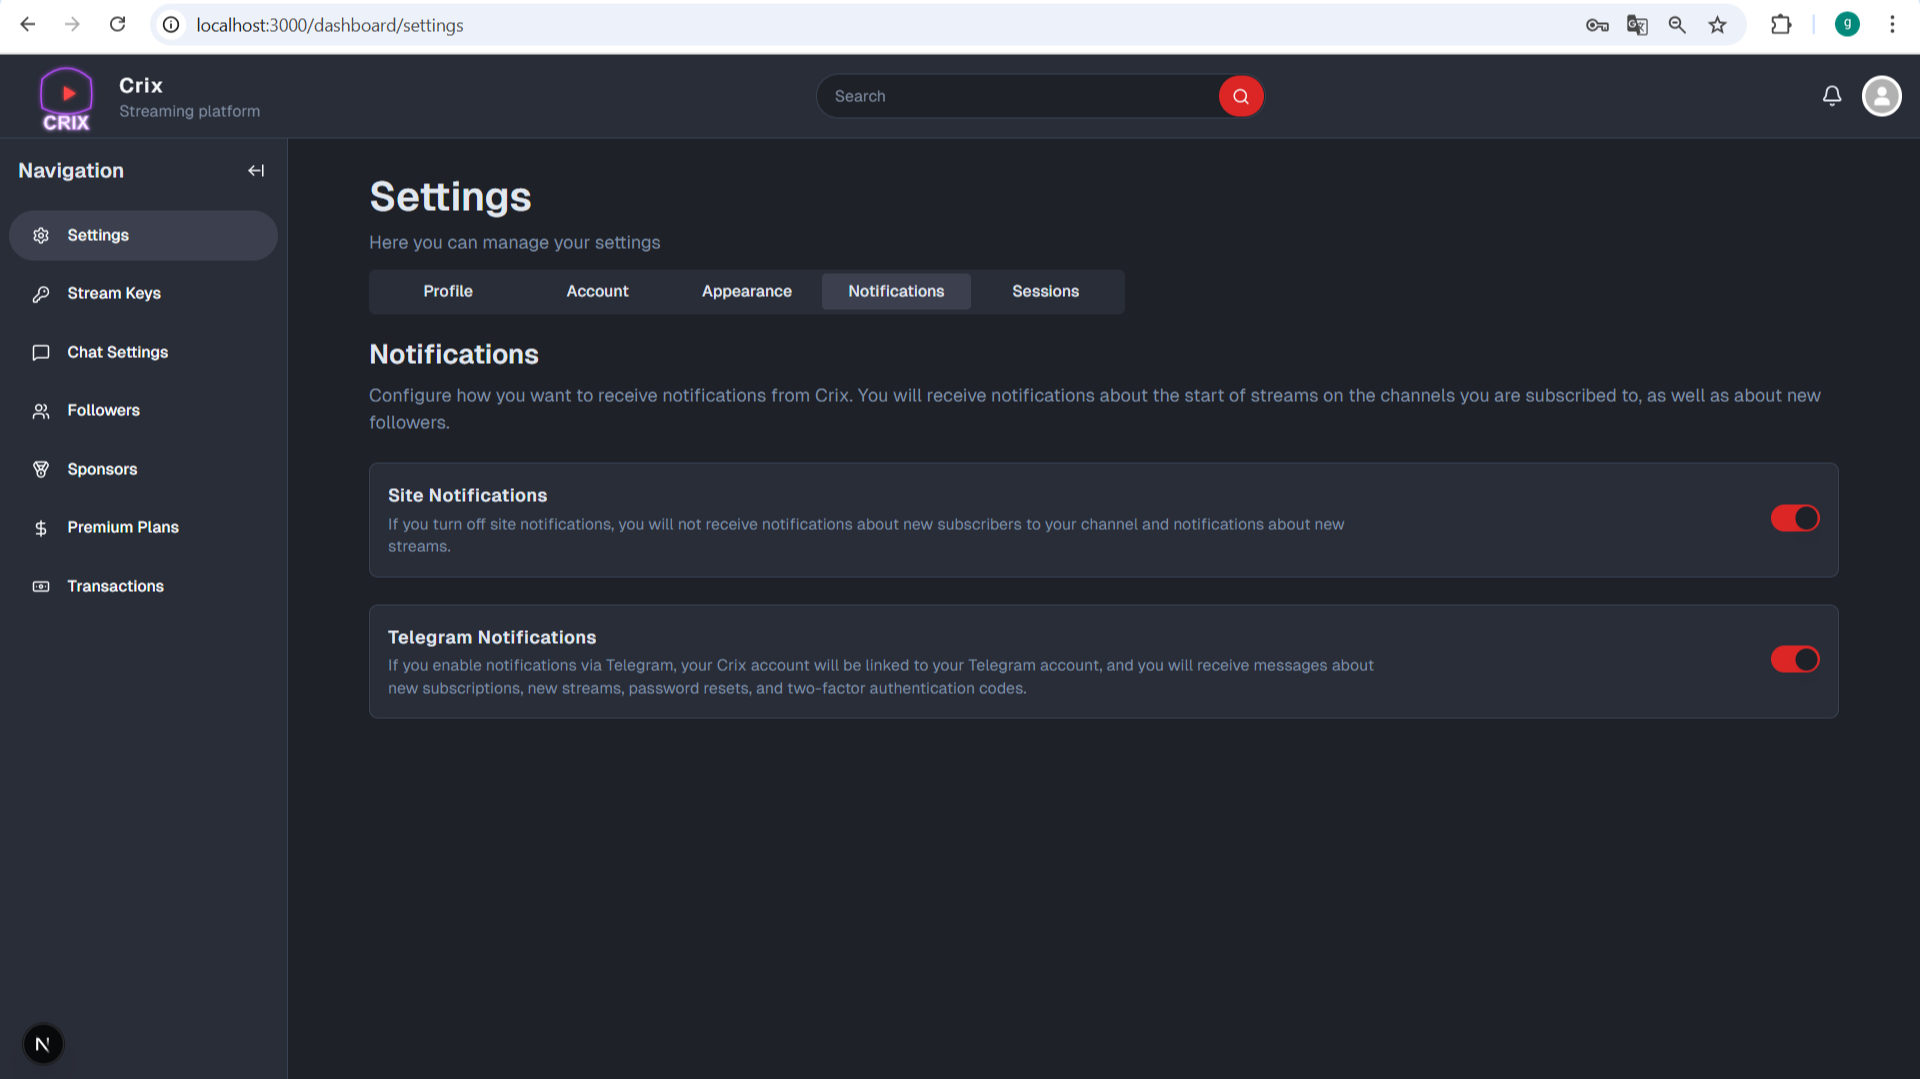 localhost:3000/dashboard/settings
g
CRIX
Crix
Streaming platform
Search
Navigation
Settings
Stream Keys
Chat Settings
Followers
Sponsors
Premium Plans
Transactions
N
Settings
Here you can manage your settings
Profile
Account
Appearance
Notifications
Sessions
Notifications
Configure how you want to receive notifications from Crix. You will receive notifications about the start of streams on the channels you are subscribed to, as well as about new
followers.
Site Notifications
If you turn off site notifications, you will not receive notifications about new subscribers to your channel and notifications about new
streams.
Telegram Notifications
If you enable notifications via Telegram, your Crix account will be linked to your Telegram account, and you will receive messages about
new subscriptions, new streams, password resets, and two-factor authentication codes.